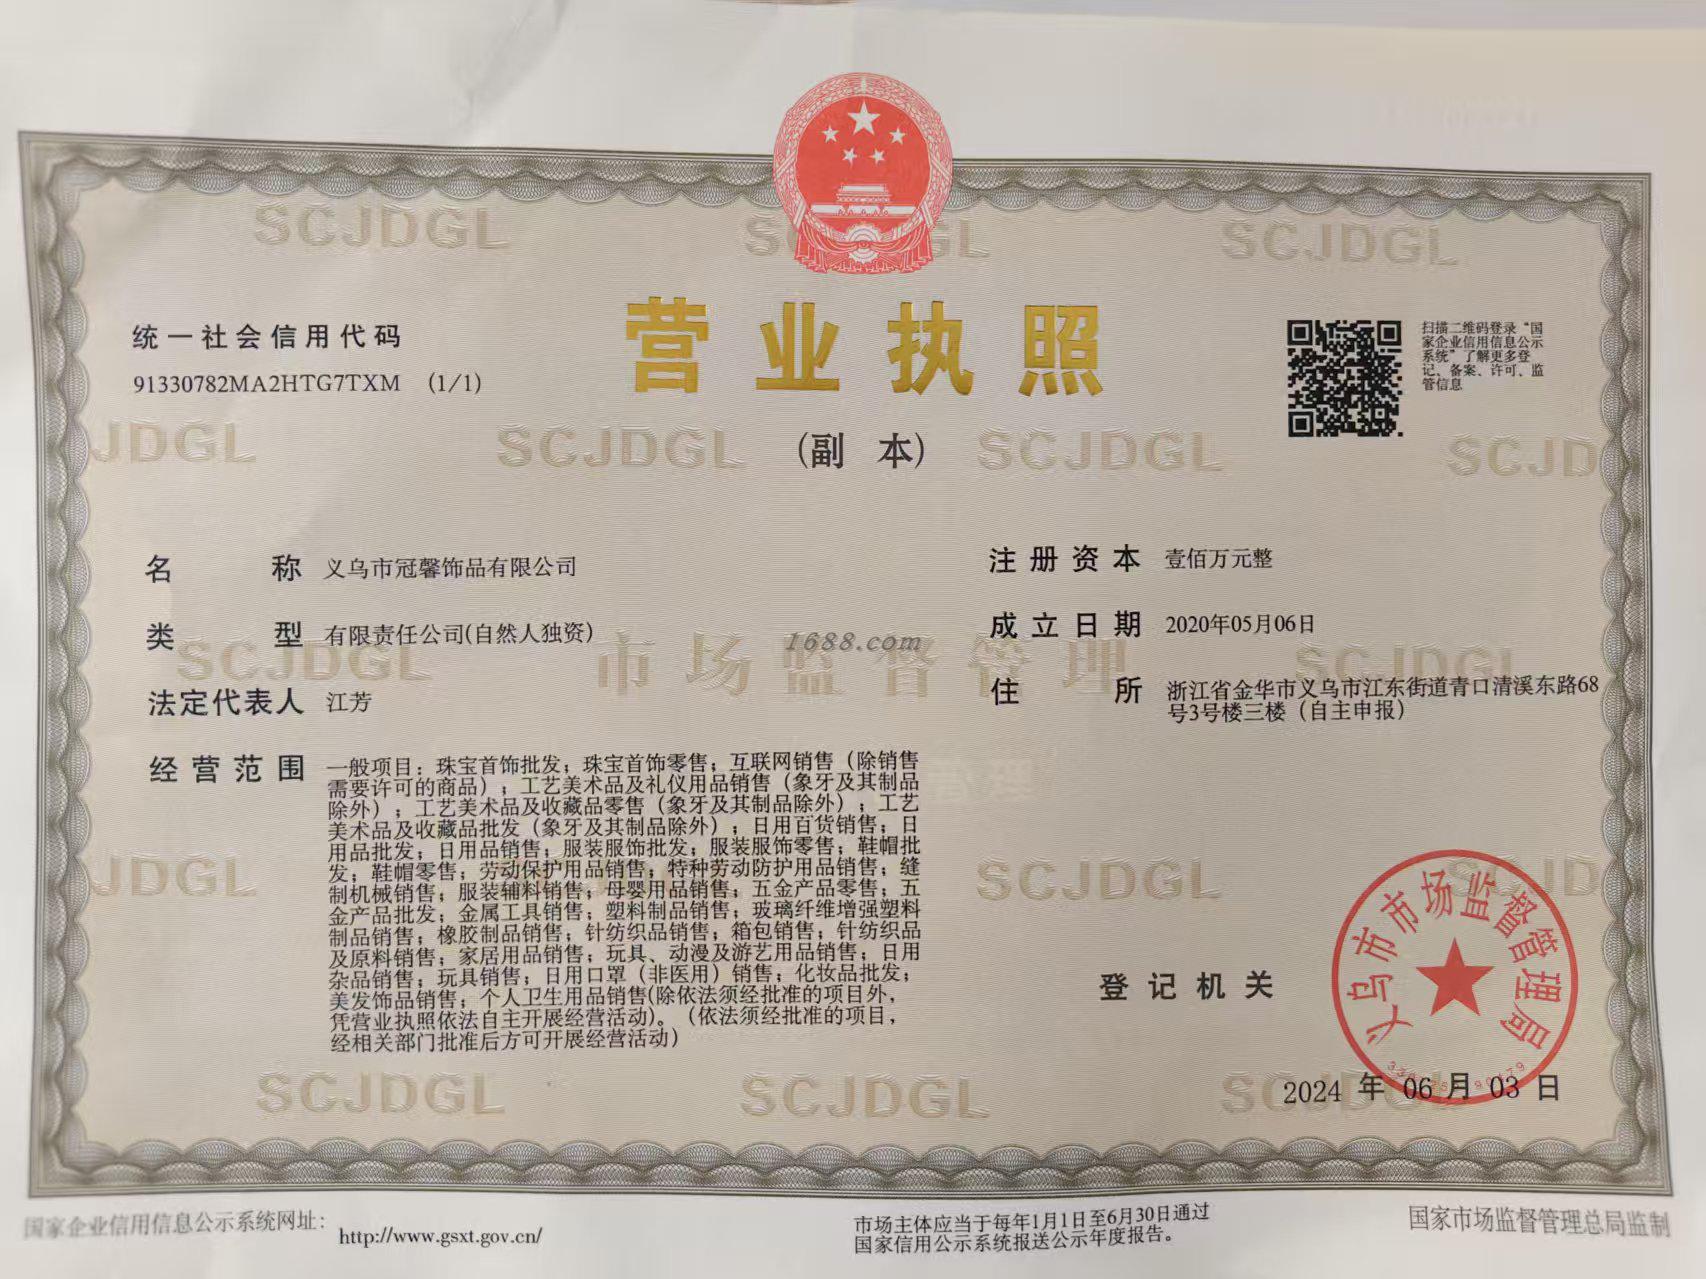 统一社会信用代码
91330782MA2HTG7TXM (1/1)
营业执照
(副 本)
扫描二维码登录“国
家企业信用信息公示
系统”了解更多登
记、备案、许可、监
管信息
名称 义乌市冠馨饰品有限公司
类型 有限责任公司(自然人独资)
法定代表人 江芳
经营范围 一般项目：珠宝首饰批发；珠宝首饰零售；互联网销售（除销售
需要许可的商品）；工艺美术品及礼仪用品销售（象牙及其制品
除外）；工艺美术品及收藏品零售（象牙及其制品除外）；工艺
美术品及收藏品批发（象牙及其制品除外）；日用百货销售；日
用品批发；日用品销售；服装服饰批发；服装服饰零售；鞋帽批
发；鞋帽零售；劳动保护用品销售；特种劳动防护用品销售；缝
制机械销售；服装辅料销售；母婴用品销售；五金产品零售；五
金产品批发；金属工具销售；塑料制品销售；玻璃纤维增强塑料
制品销售；橡胶制品销售；针纺织品销售；箱包销售；针纺织品
及原料销售；家居用品销售；玩具、动漫及游艺用品销售；日用
杂品销售；玩具销售；日用口罩（非医用）销售；化妆品批发；
美发饰品销售；个人卫生用品销售(除依法须经批准的项目外，
凭营业执照依法自主开展经营活动)。（依法须经批准的项目，
经相关部门批准后方可开展经营活动）
注册资本 壹佰万元整
成立日期 2020年05月06日
住所 浙江省金华市义乌市江东街道青口清溪东路68
号3号楼三楼（自主申报）
1688.com
SCJDGL
市场监督管理
登记机关
义乌市市场监督管理局
2024 年 06 月 03 日
国家企业信用信息公示系统网址：
http://www.gsxt.gov.cn/
市场主体应当于每年1月1日至6月30日通过
国家信用公示系统报送公示年度报告。
国家市场监督管理总局监制